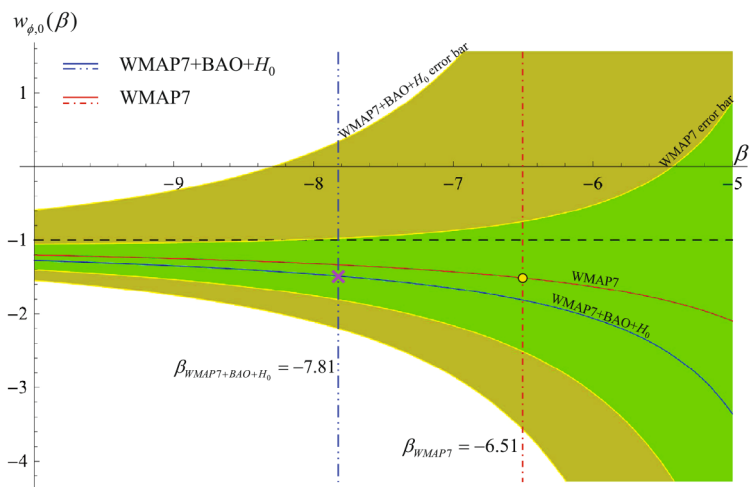 w_{ϕ,0}(β)
WMAP7+BAO+H_0
WMAP7
WMAP7+BAO+H_0 error bar
WMAP7 error bar
1
β
-9
-8
-7
-6
-5
-1
WMAP7
WMAP7+BAO+H_0
-2
β_{WMAP7+BAO+H_0} = -7.81
-3
β_{WMAP7} = -6.51
-4